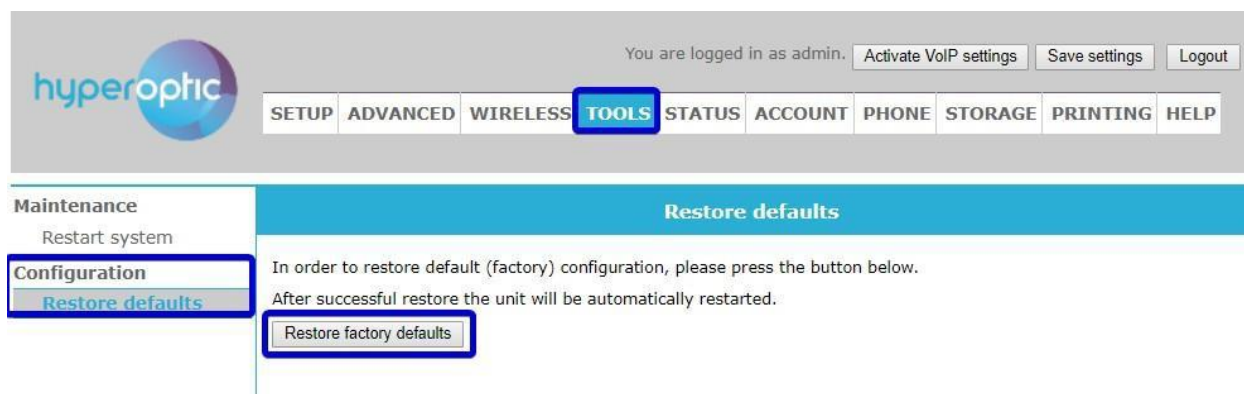 hyperoptic
You are logged in as admin. Activate VoIP settings Save settings Logout
SETUP ADVANCED WIRELESS TOOLS STATUS ACCOUNT PHONE STORAGE PRINTING HELP
Maintenance
Restart system
Configuration
Restore defaults
Restore defaults
In order to restore default (factory) configuration, please press the button below.
After successful restore the unit will be automatically restarted.
Restore factory defaults